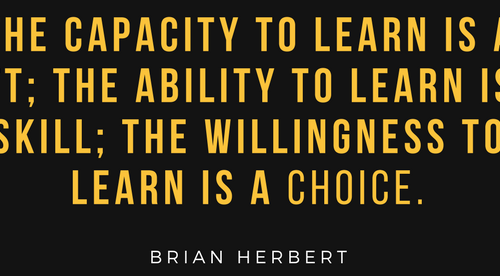 HE CAPACITY TO LEARN IS A
T; THE ABILITY TO LEARN IS
SKILL; THE WILLINGNESS TO
LEARN IS A CHOICE.
BRIAN HERBERT